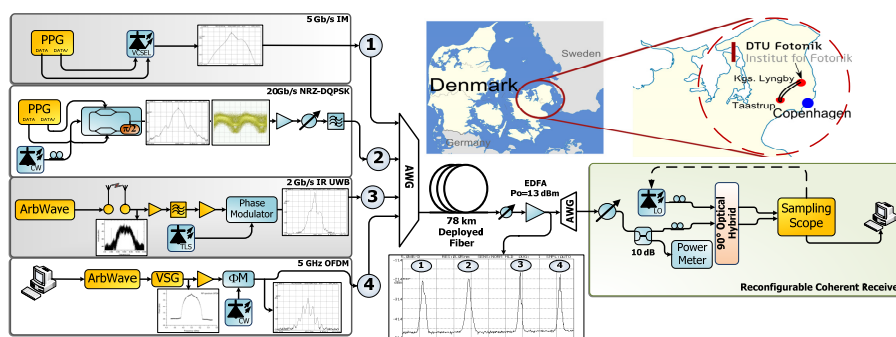 5 Gb/s IM
PPG
DATA DATA/
VCSEL
1
20Gb/s NRZ-DQPSK
PPG
DATA DATA/
π/2
CW
2
2 Gb/s IR UWB
ArbWave
Phase
Modulator
TLS
3
5 GHz OFDM
ArbWave
VSG
ΦM
CW
4
AWG
78 km
Deployed
Fiber
EDFA
Po=13 dBm
AWG
1 2 3 4
Denmark
Sweden
Germany
DTU Fotonik
Institut for Fotonik
Kgs. Lyngby
Taastrup
Copenhagen
LO
10 dB
Power
Meter
90° Optical
Hybrid
Sampling
Scope
Reconfigurable Coherent Receiver